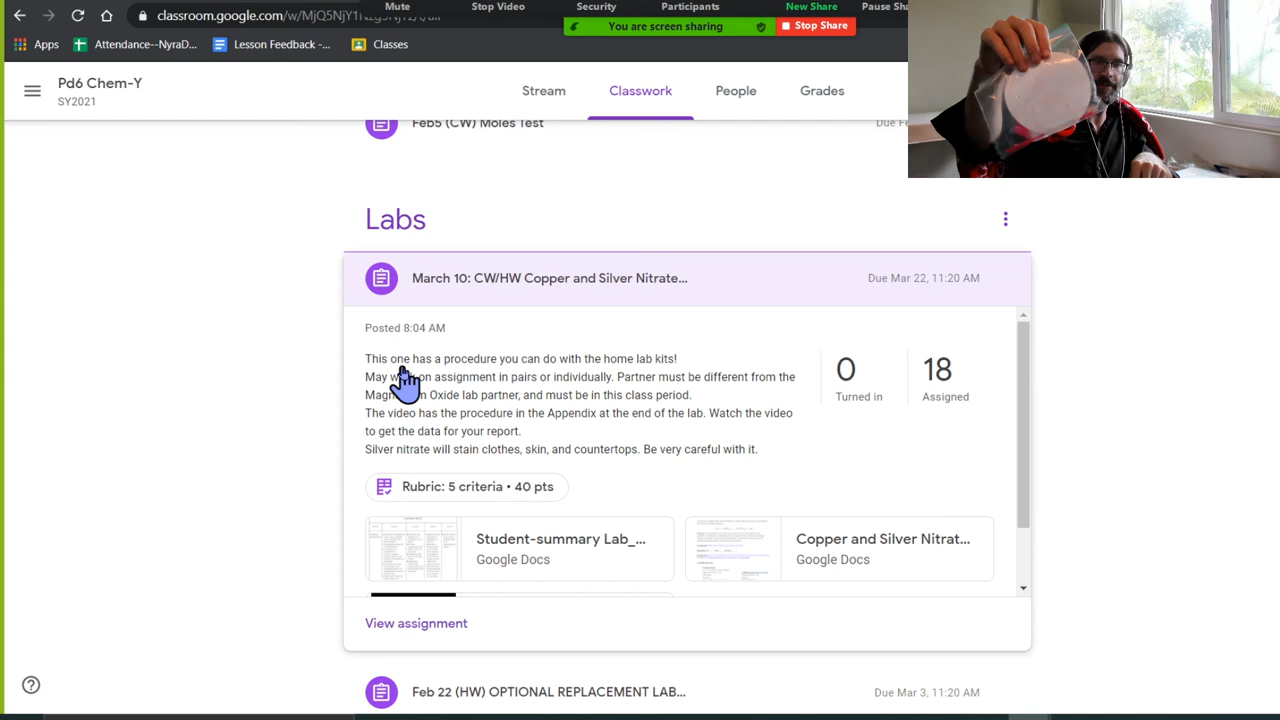 Mute Stop Video Security Participants New Share Pause Sha
classroom.google.com/w/
You are screen sharing Stop Share
Apps Attendance--NyraD... Lesson Feedback -... Classes
Pd6 Chem-Y
SY2021
Stream Classwork People Grades
Feb5 (CW) Moles Test Due
Labs
March 10: CW/HW Copper and Silver Nitrate... Due Mar 22, 11:20 AM
Posted 8:04 AM
This one has a procedure you can do with the home lab kits!
May on assignment in pairs or individually. Partner must be different from the
Oxide lab partner, and must be in this class period.
The video has the procedure in the Appendix at the end of the lab. Watch the video
to get the data for your report.
Silver nitrate will stain clothes, skin, and countertops. Be very careful with it.
0
Turned in
18
Assigned
Rubric: 5 criteria • 40 pts
Student-summary Lab_...
Google Docs
Copper and Silver Nitrat...
Google Docs
View assignment
Feb 22 (HW) OPTIONAL REPLACEMENT LAB... Due Mar 3, 11:20 AM